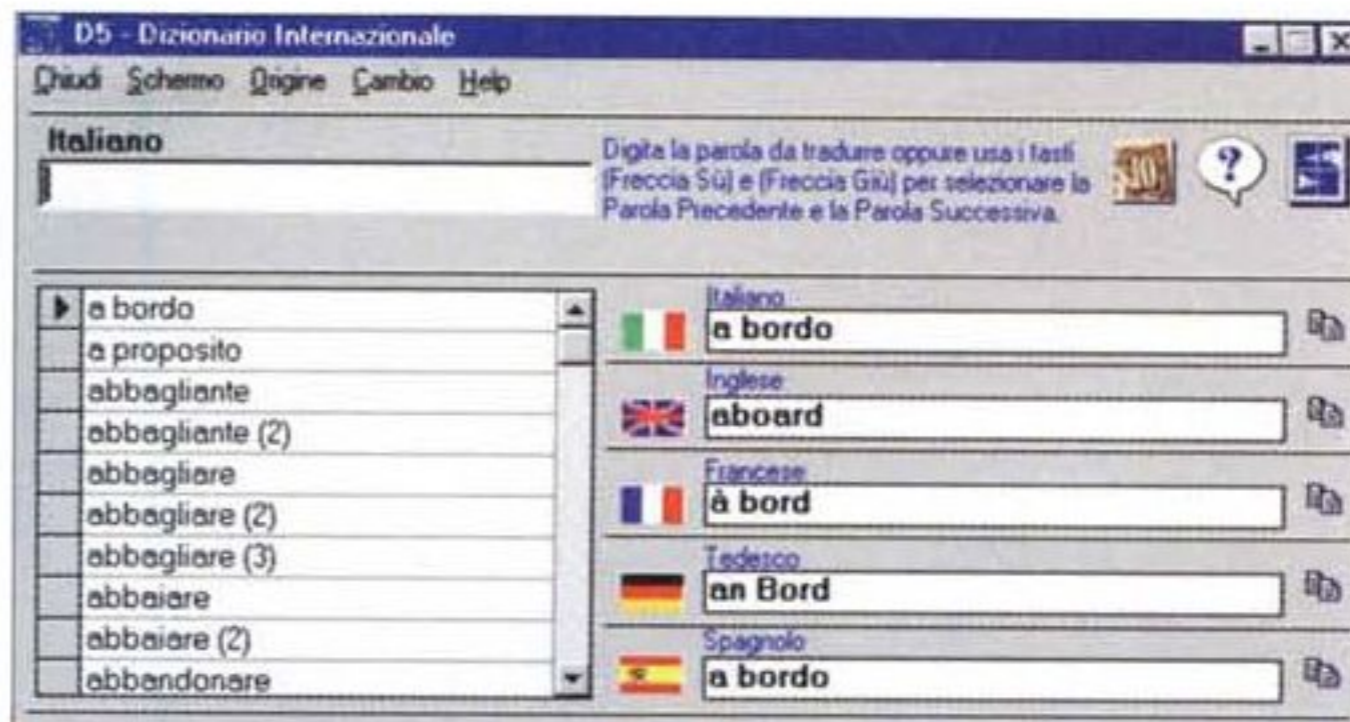 D5 - Dizionario Internazionale
Chiudi Schermo Origine Cambio Help
Italiano
Digita la parola da tradurre oppure usa i tasti
(Freccia Sù) e (Freccia Giù) per selezionare la
Parola Precedente e la Parola Successiva.
?
a bordo
a proposito
abbagliante
abbagliante (2)
abbagliare
abbagliare (2)
abbagliare (3)
abbaiare
abbaiare (2)
abbandonare
Italiano
a bordo
Inglese
aboard
Francese
à bord
Tedesco
an Bord
Spagnolo
a bordo